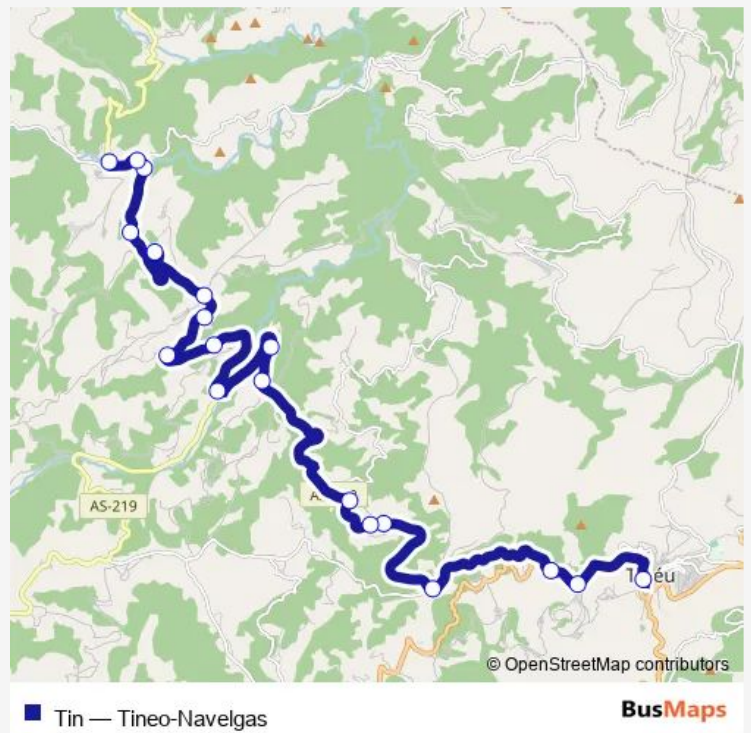 AS-219
© OpenStreetMap contributors
Tin — Tineo-Navelgas
BusMaps